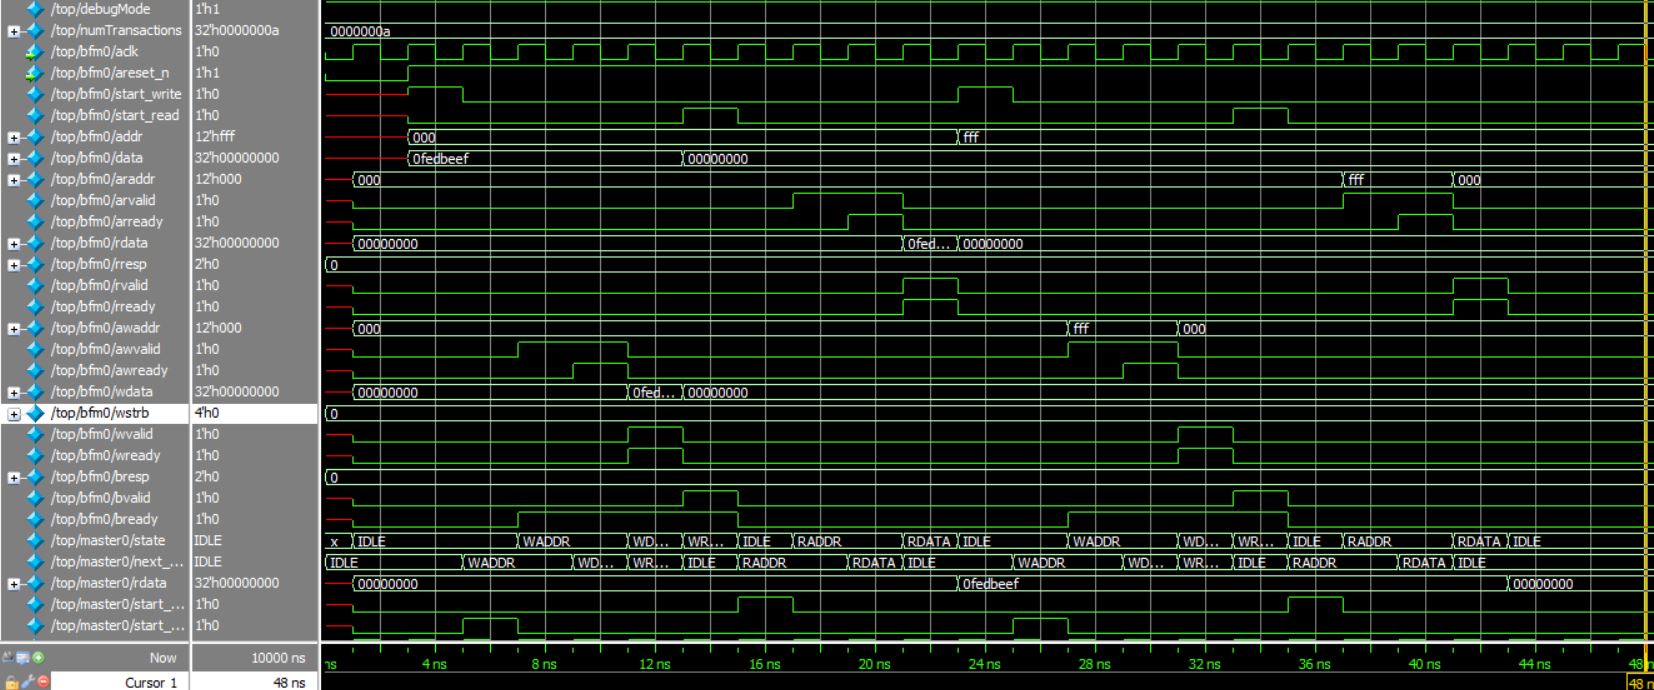 /top/debugMode 1'h1
/top/numTransactions 32'h0000000a 0000000a
/top/bfm0/aclk 1'h0
/top/bfm0/areset_n 1'h1
/top/bfm0/start_write 1'h0
/top/bfm0/start_read 1'h0
/top/bfm0/addr 12'hfff 000 fff
/top/bfm0/data 32'h00000000 0fedbeef 00000000
/top/bfm0/araddr 12'h000 000 fff 000
/top/bfm0/arvalid 1'h0
/top/bfm0/arready 1'h0
/top/bfm0/rdata 32'h00000000 00000000 0fed... 00000000
/top/bfm0/rresp 2'h0 0
/top/bfm0/rvalid 1'h0
/top/bfm0/rready 1'h0
/top/bfm0/awaddr 12'h000 000 fff 000
/top/bfm0/awvalid 1'h0
/top/bfm0/awready 1'h0
/top/bfm0/wdata 32'h00000000 00000000 0fed... 00000000
/top/bfm0/wstrb 4'h0 0
/top/bfm0/wvalid 1'h0
/top/bfm0/wready 1'h0
/top/bfm0/bresp 2'h0 0
/top/bfm0/bvalid 1'h0
/top/bfm0/bready 1'h0
/top/master0/state IDLE x IDLE WADDR WD... WR... IDLE RADDR RDATA IDLE WADDR WD... WR... IDLE RADDR RDATA IDLE
/top/master0/next_... IDLE IDLE WADDR WD... WR... IDLE RADDR RDATA IDLE WADDR WD... WR... IDLE RADDR RDATA IDLE
/top/master0/rdata 32'h00000000 00000000 0fedbeef 00000000
/top/master0/start_... 1'h0
/top/master0/start_... 1'h0
Now 10000 ns ns 4 ns 8 ns 12 ns 16 ns 20 ns 24 ns 28 ns 32 ns 36 ns 40 ns 44 ns 48 n
Cursor 1 48 ns 48 n